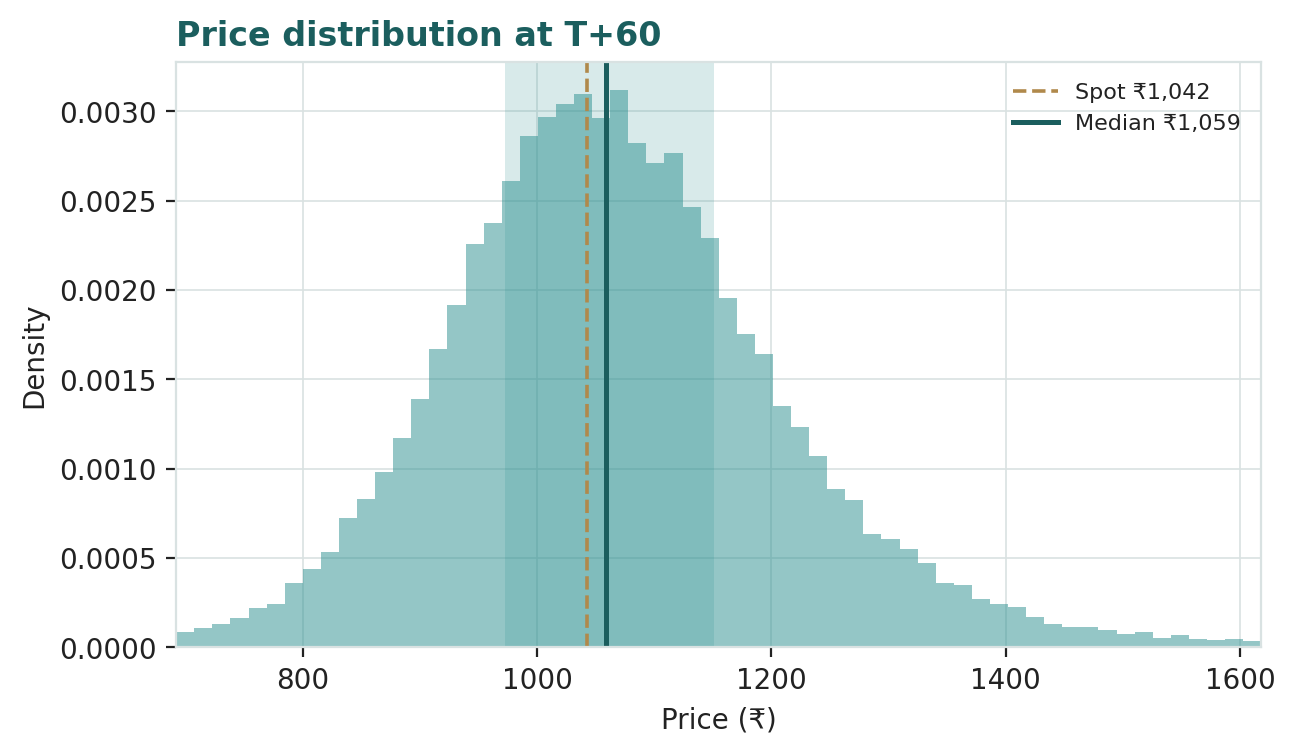 Price distribution at T+60
Spot ₹1,042
Median ₹1,059
Density
0.0030
0.0025
0.0020
0.0015
0.0010
0.0005
0.0000
800 1000 1200 1400 1600
Price (₹)